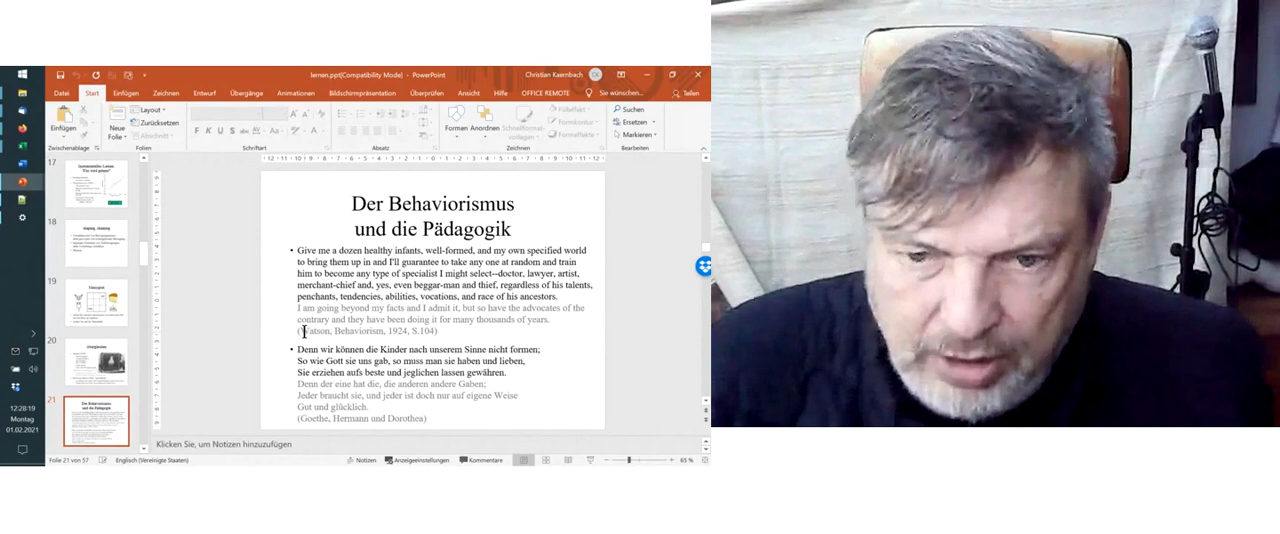 lernen.ppt[Compatibility Mode] - PowerPoint
Christian Kaernbach
CK
Datei Start Einfügen Zeichnen Entwurf Übergänge Animationen Bildschirmpräsentation Überprüfen Ansicht Hilfe OFFICE REMOTE Sie wünschen... Teilen
Einfügen
Zwischenablage
Neue Folie
Layout
Zurücksetzen
Abschnitt
Folien
F K U S abc
Schriftart
Absatz
Formen Anordnen Schnellformat-vorlagen
Fülleffekt
Formkontur
Formeffekte
Zeichnen
Suchen
Ersetzen
Markieren
Bearbeiten
17
18
19
20
21
Der Behaviorismus
und die Pädagogik
• Give me a dozen healthy infants, well-formed, and my own specified world
to bring them up in and I'll guarantee to take any one at random and train
him to become any type of specialist I might select--doctor, lawyer, artist,
merchant-chief and, yes, even beggar-man and thief, regardless of his talents,
penchants, tendencies, abilities, vocations, and race of his ancestors.
I am going beyond my facts and I admit it, but so have the advocates of the
contrary and they have been doing it for many thousands of years.
(Watson, Behaviorism, 1924, S.104)
• Denn wir können die Kinder nach unserem Sinne nicht formen;
So wie Gott sie uns gab, so muss man sie haben und lieben,
Sie erziehen aufs beste und jeglichen lassen gewähren.
Denn der eine hat die, die anderen andere Gaben;
Jeder braucht sie, und jeder ist doch nur auf eigene Weise
Gut und glücklich.
(Goethe, Hermann und Dorothea)
Klicken Sie, um Notizen hinzuzufügen
12:28:19
Montag
01.02.2021
Folie 21 von 57 Englisch (Vereinigte Staaten) Notizen Anzeigeeinstellungen Kommentare 65 %